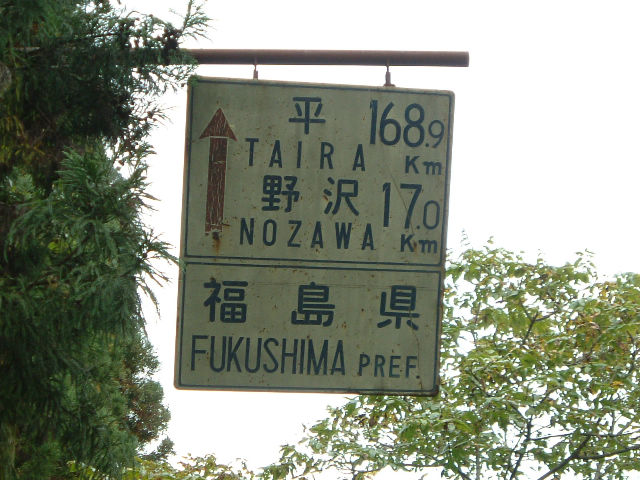 平 168.9
TAIRA Km
野沢 17.0
NOZAWA Km
福島県
FUKUSHIMA PREF.